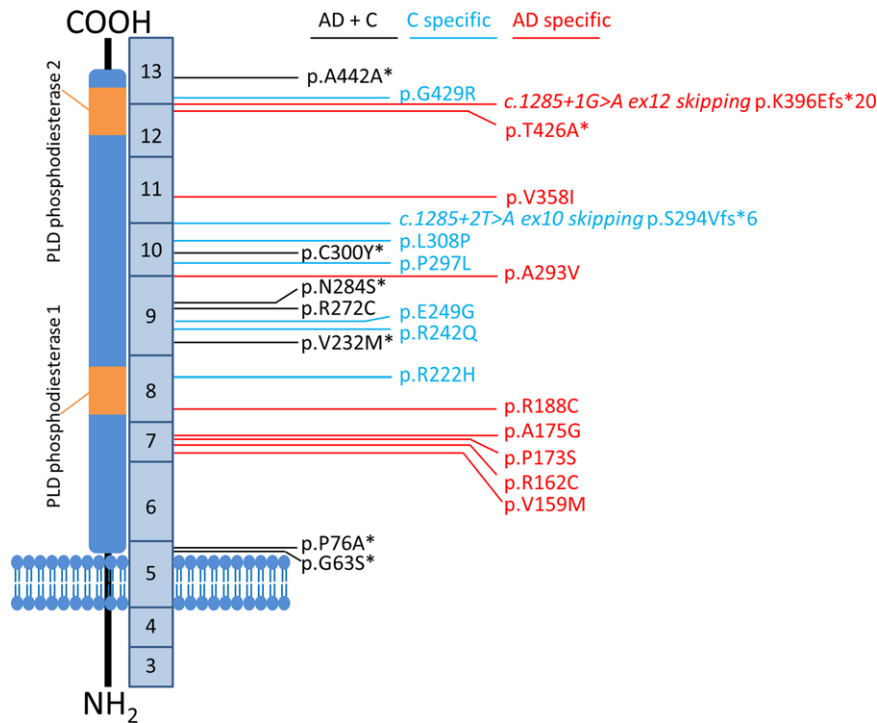 COOH
AD + C
C specific
AD specific
PLD phosphodiesterase 2
PLD phosphodiesterase 1
13
12
11
10
9
8
7
6
5
4
3
p.A442A*
p.G429R
c.1285+1G>A ex12 skipping p.K396Efs*20
p.T426A*
p.V358I
c.1285+2T>A ex10 skipping p.S294Vfs*6
p.L308P
p.C300Y*
p.P297L
p.A293V
p.N284S*
p.R272C
p.E249G
p.R242Q
p.V232M*
p.R222H
p.R188C
p.A175G
p.P173S
p.R162C
p.V159M
p.P76A*
p.G63S*
NH2